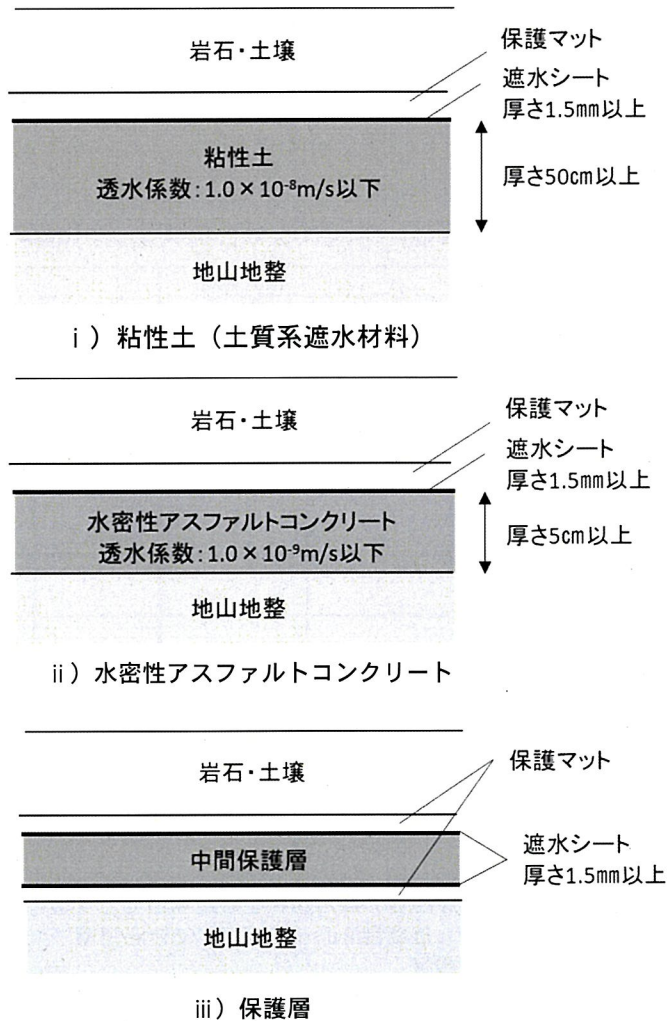 岩石・土壌
保護マット
遮水シート
厚さ1.5mm以上
粘性土
透水係数:1.0×10⁻⁸m/s以下
厚さ50cm以上
地山地整
ⅰ）粘性土（土質系遮水材料）
岩石・土壌
保護マット
遮水シート
厚さ1.5mm以上
水密性アスファルトコンクリート
透水係数:1.0×10⁻⁹m/s以下
厚さ5cm以上
地山地整
ⅱ）水密性アスファルトコンクリート
岩石・土壌
保護マット
中間保護層
遮水シート
厚さ1.5mm以上
地山地整
ⅲ）保護層